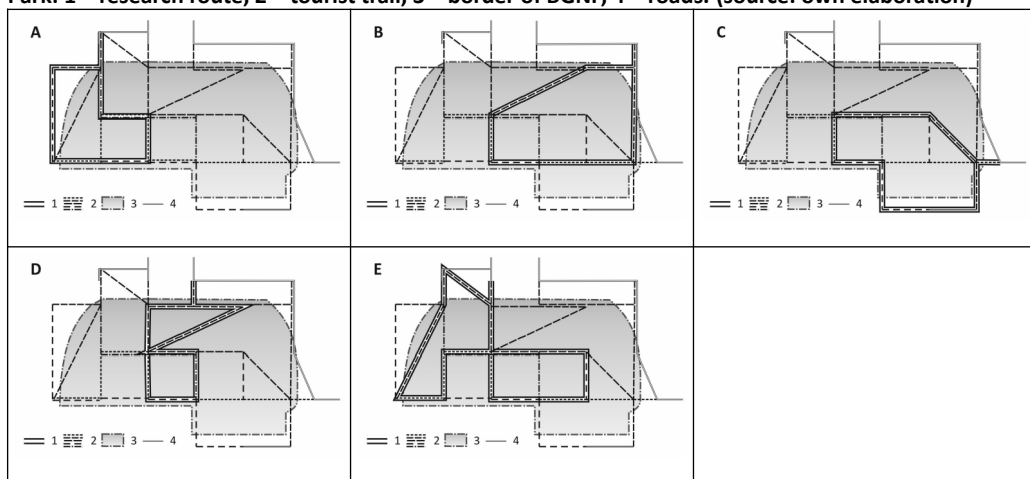 Park. 1 – research route, 2 – tourist trail, 3 – border of BGNP, 4 – roads. (source: own elaboration)
A
1 2 3 4
B
1 2 3 4
C
1 2 3 4
D
1 2 3 4
E
1 2 3 4